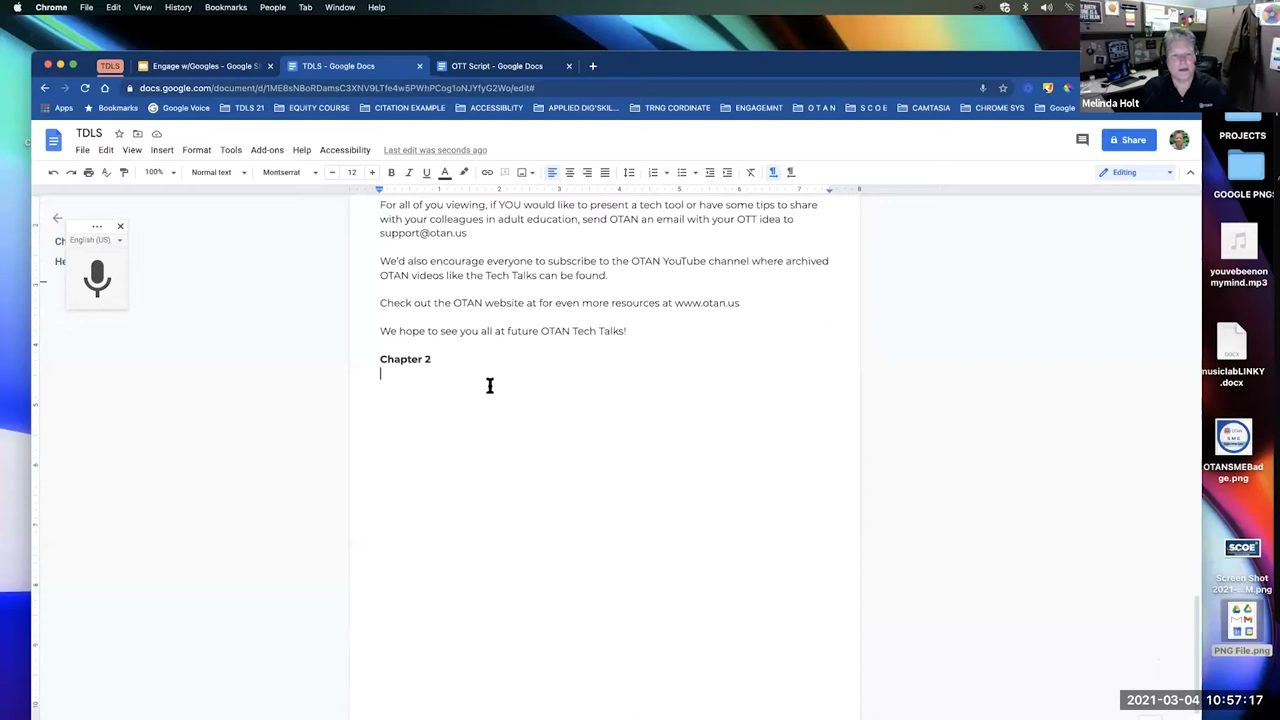 Chrome File Edit View History Bookmarks People Tab Window Help
Melinda Holt
TDLS Engage w/Googles - Google S TDLS - Google Docs OTT Script - Google Docs
docs.google.com/document/d/1ME8sNBoRDamsC3XNV9LTfe4w5PWhPCog1oNJYfyG2Wo/edit#
Apps Bookmarks Google Voice TDLS 21 EQUITY COURSE CITATION EXAMPLE ACCESSIBILITY APPLIED DIG'SKIL... TRNG CORDINATE ENGAGEMNT O T A N S C O E CAMTASIA CHROME SYS Google
TDLS
File Edit View Insert Format Tools Add-ons Help Accessibility Last edit was seconds ago
Share
100% Normal text Montserrat 12 Editing
English (US)
For all of you viewing, if YOU would like to present a tech tool or have some tips to share
with your colleagues in adult education, send OTAN an email with your OTT idea to
support@otan.us
We'd also encourage everyone to subscribe to the OTAN YouTube channel where archived
OTAN videos like the Tech Talks can be found.
Check out the OTAN website at for even more resources at www.otan.us
We hope to see you all at future OTAN Tech Talks!
Chapter 2
PROJECTS
GOOGLE PNGS
youvebeenon
mymind.mp3
DOCX
musiclabLINKY
.docx
OTAN
SME
OTANSMEBad
ge.png
SCOE
Screen Shot
2021-...M.png
PNG File.png
2021-03-04 10:57:17